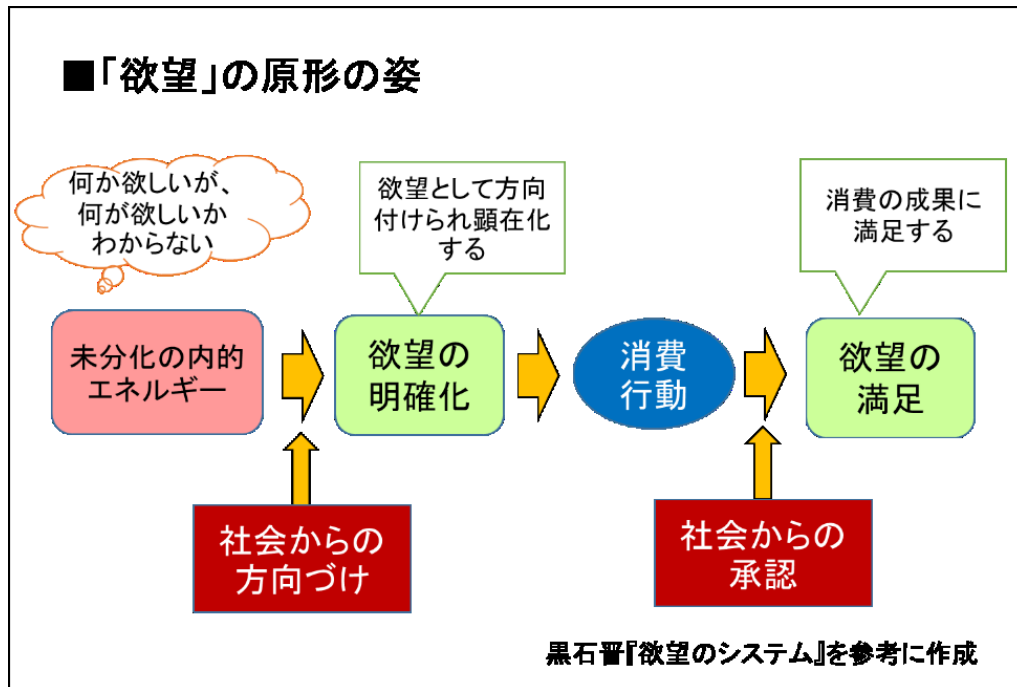 ■「欲望」の原形の姿
何か欲しいが、
何が欲しいか
わからない
欲望として方向
付けられ顕在化
する
消費の成果に
満足する
未分化の内的
エネルギー
欲望の
明確化
消費
行動
欲望の
満足
社会からの
方向づけ
社会からの
承認
黒石晋『欲望のシステム』を参考に作成